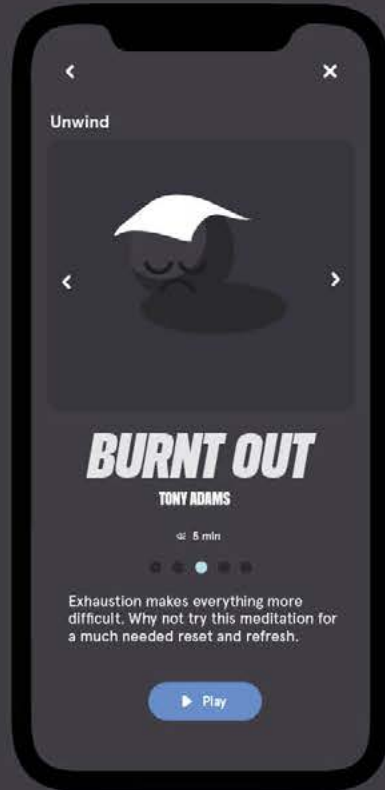 Unwind
BURNT OUT
TONY ADAMS
5 min
Exhaustion makes everything more
difficult. Why not try this meditation for
a much needed reset and refresh.
Play